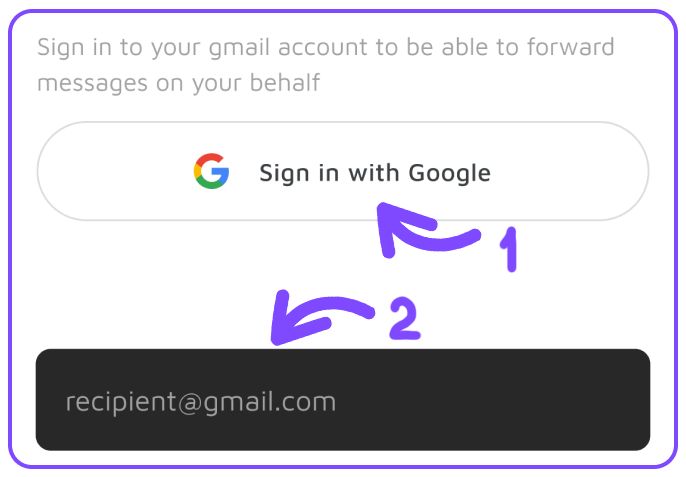 Sign in to your gmail account to be able to forward
messages on your behalf
Sign in with Google
1
2
recipient@gmail.com